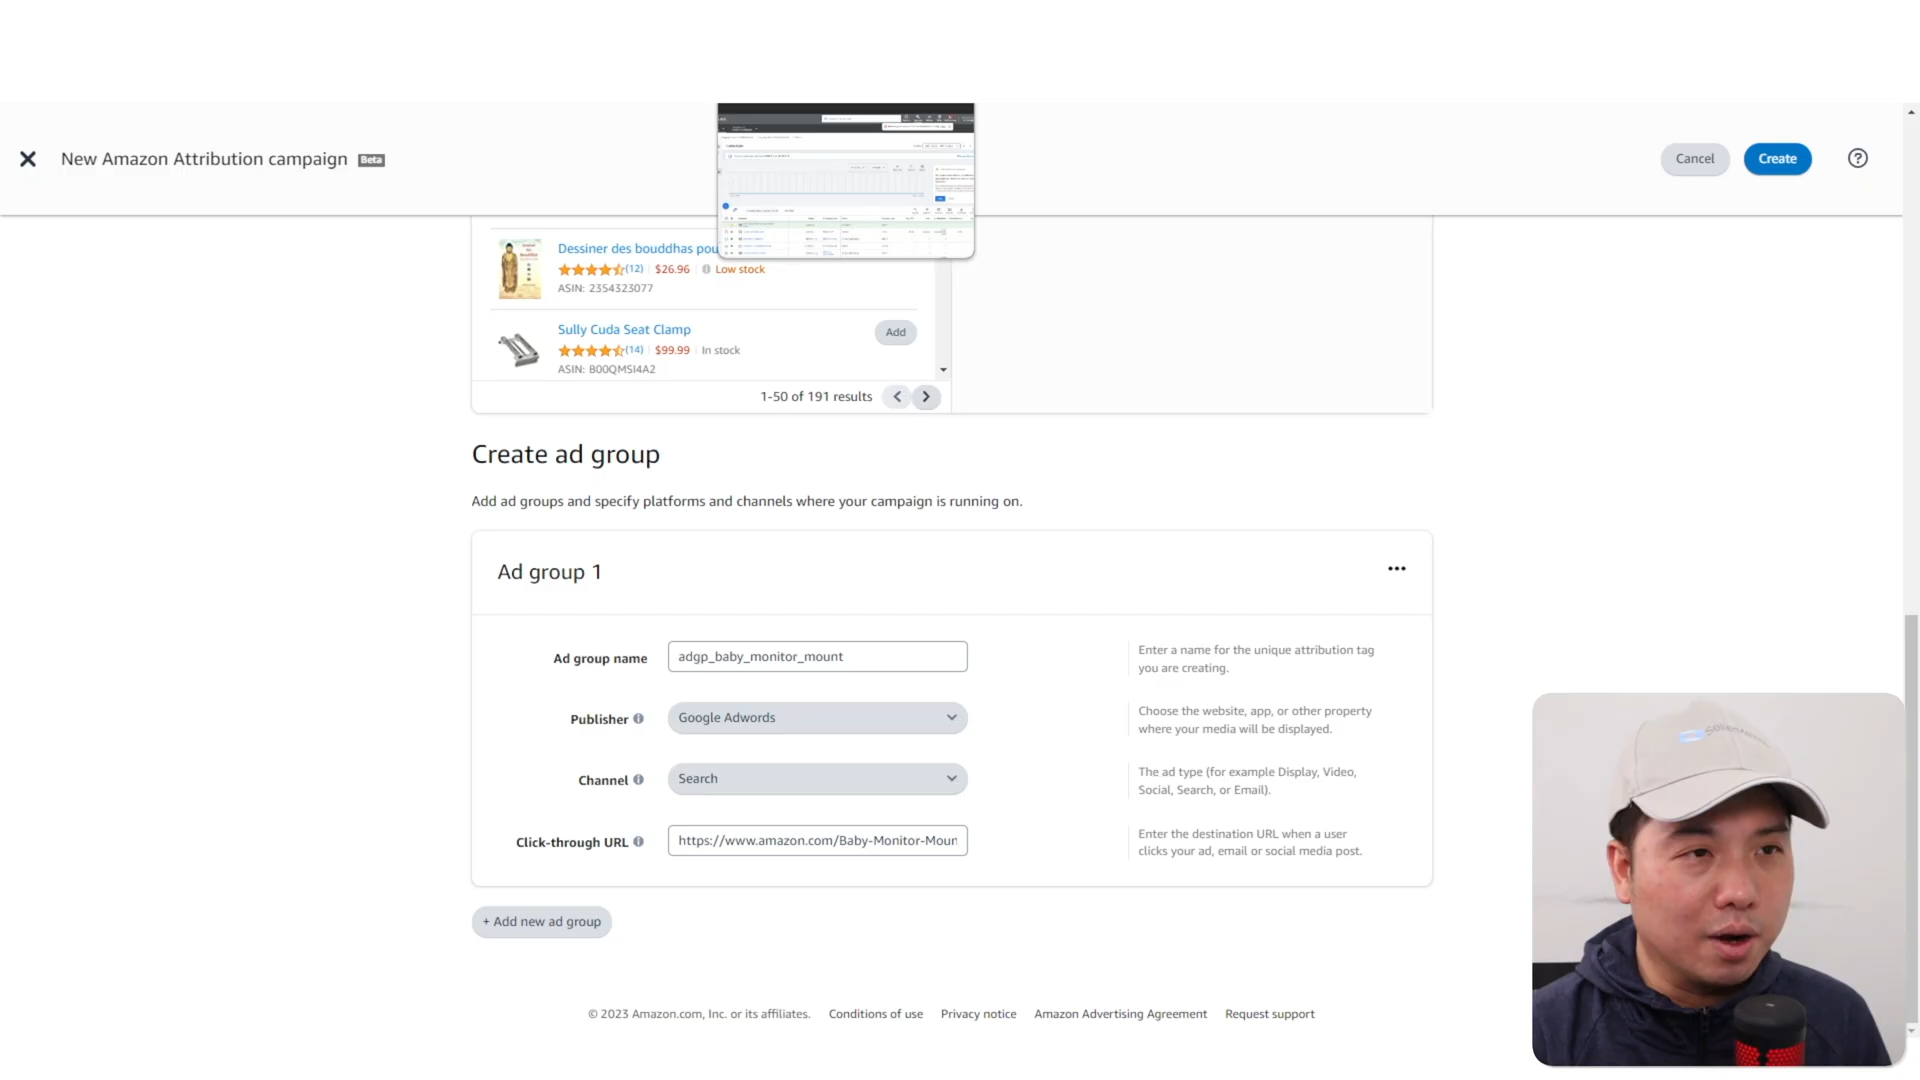 New Amazon Attribution campaign Beta
Cancel
Create
Dessiner des bouddhas pou
(12) $26.96 Low stock
ASIN: 2354323077
Sully Cuda Seat Clamp
Add
(14) $99.99 In stock
ASIN: B00QMSI4A2
1-50 of 191 results
Create ad group
Add ad groups and specify platforms and channels where your campaign is running on.
Ad group 1
Ad group name
adgp_baby_monitor_mount
Enter a name for the unique attribution tag
you are creating.
Publisher
Google Adwords
Choose the website, app, or other property
where your media will be displayed.
Channel
Search
The ad type (for example Display, Video,
Social, Search, or Email).
Click-through URL
https://www.amazon.com/Baby-Monitor-Moun
Enter the destination URL when a user
clicks your ad, email or social media post.
+ Add new ad group
© 2023 Amazon.com, Inc. or its affiliates. Conditions of use Privacy notice Amazon Advertising Agreement Request support